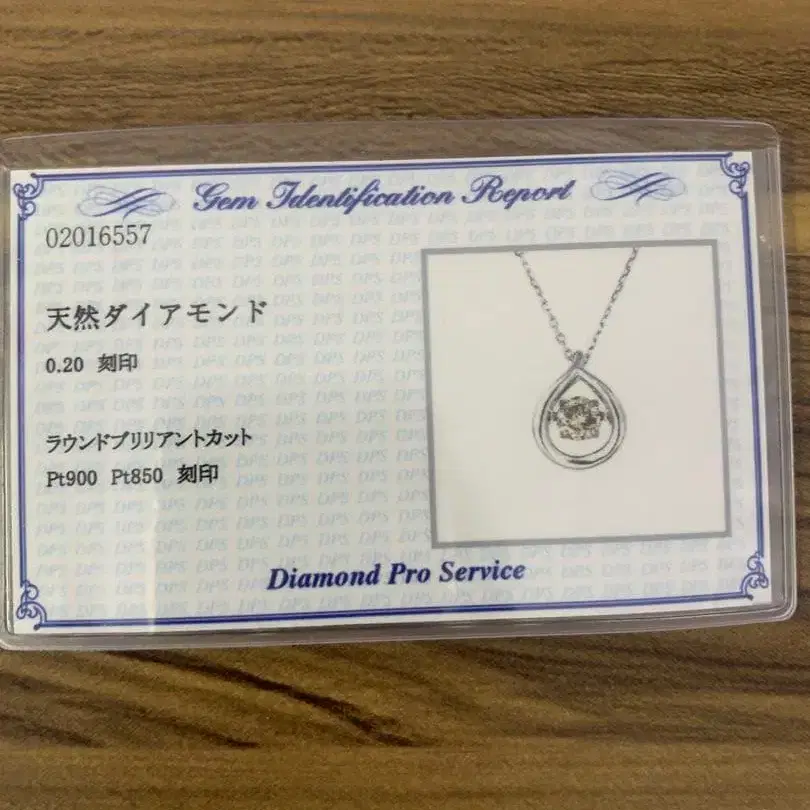 Gem Identification Report
02016557
天然ダイアモンド
0.20 刻印
ラウンドブリリアントカット
Pt900 Pt850 刻印
Diamond Pro Service